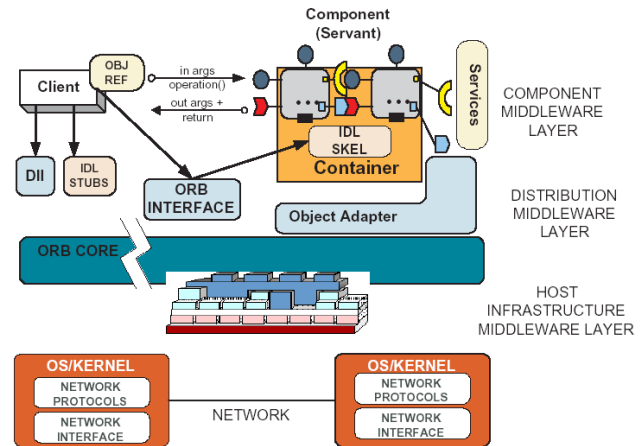 Component
(Servant)
OBJ
REF
Client
in args
operation()
out args +
return
Services
COMPONENT
MIDDLEWARE
LAYER
DII
IDL
STUBS
IDL
SKEL
Container
ORB
INTERFACE
Object Adapter
DISTRIBUTION
MIDDLEWARE
LAYER
ORB CORE
HOST
INFRASTRUCTURE
MIDDLEWARE LAYER
OS/KERNEL
NETWORK
PROTOCOLS
NETWORK
INTERFACE
NETWORK
OS/KERNEL
NETWORK
PROTOCOLS
NETWORK
INTERFACE